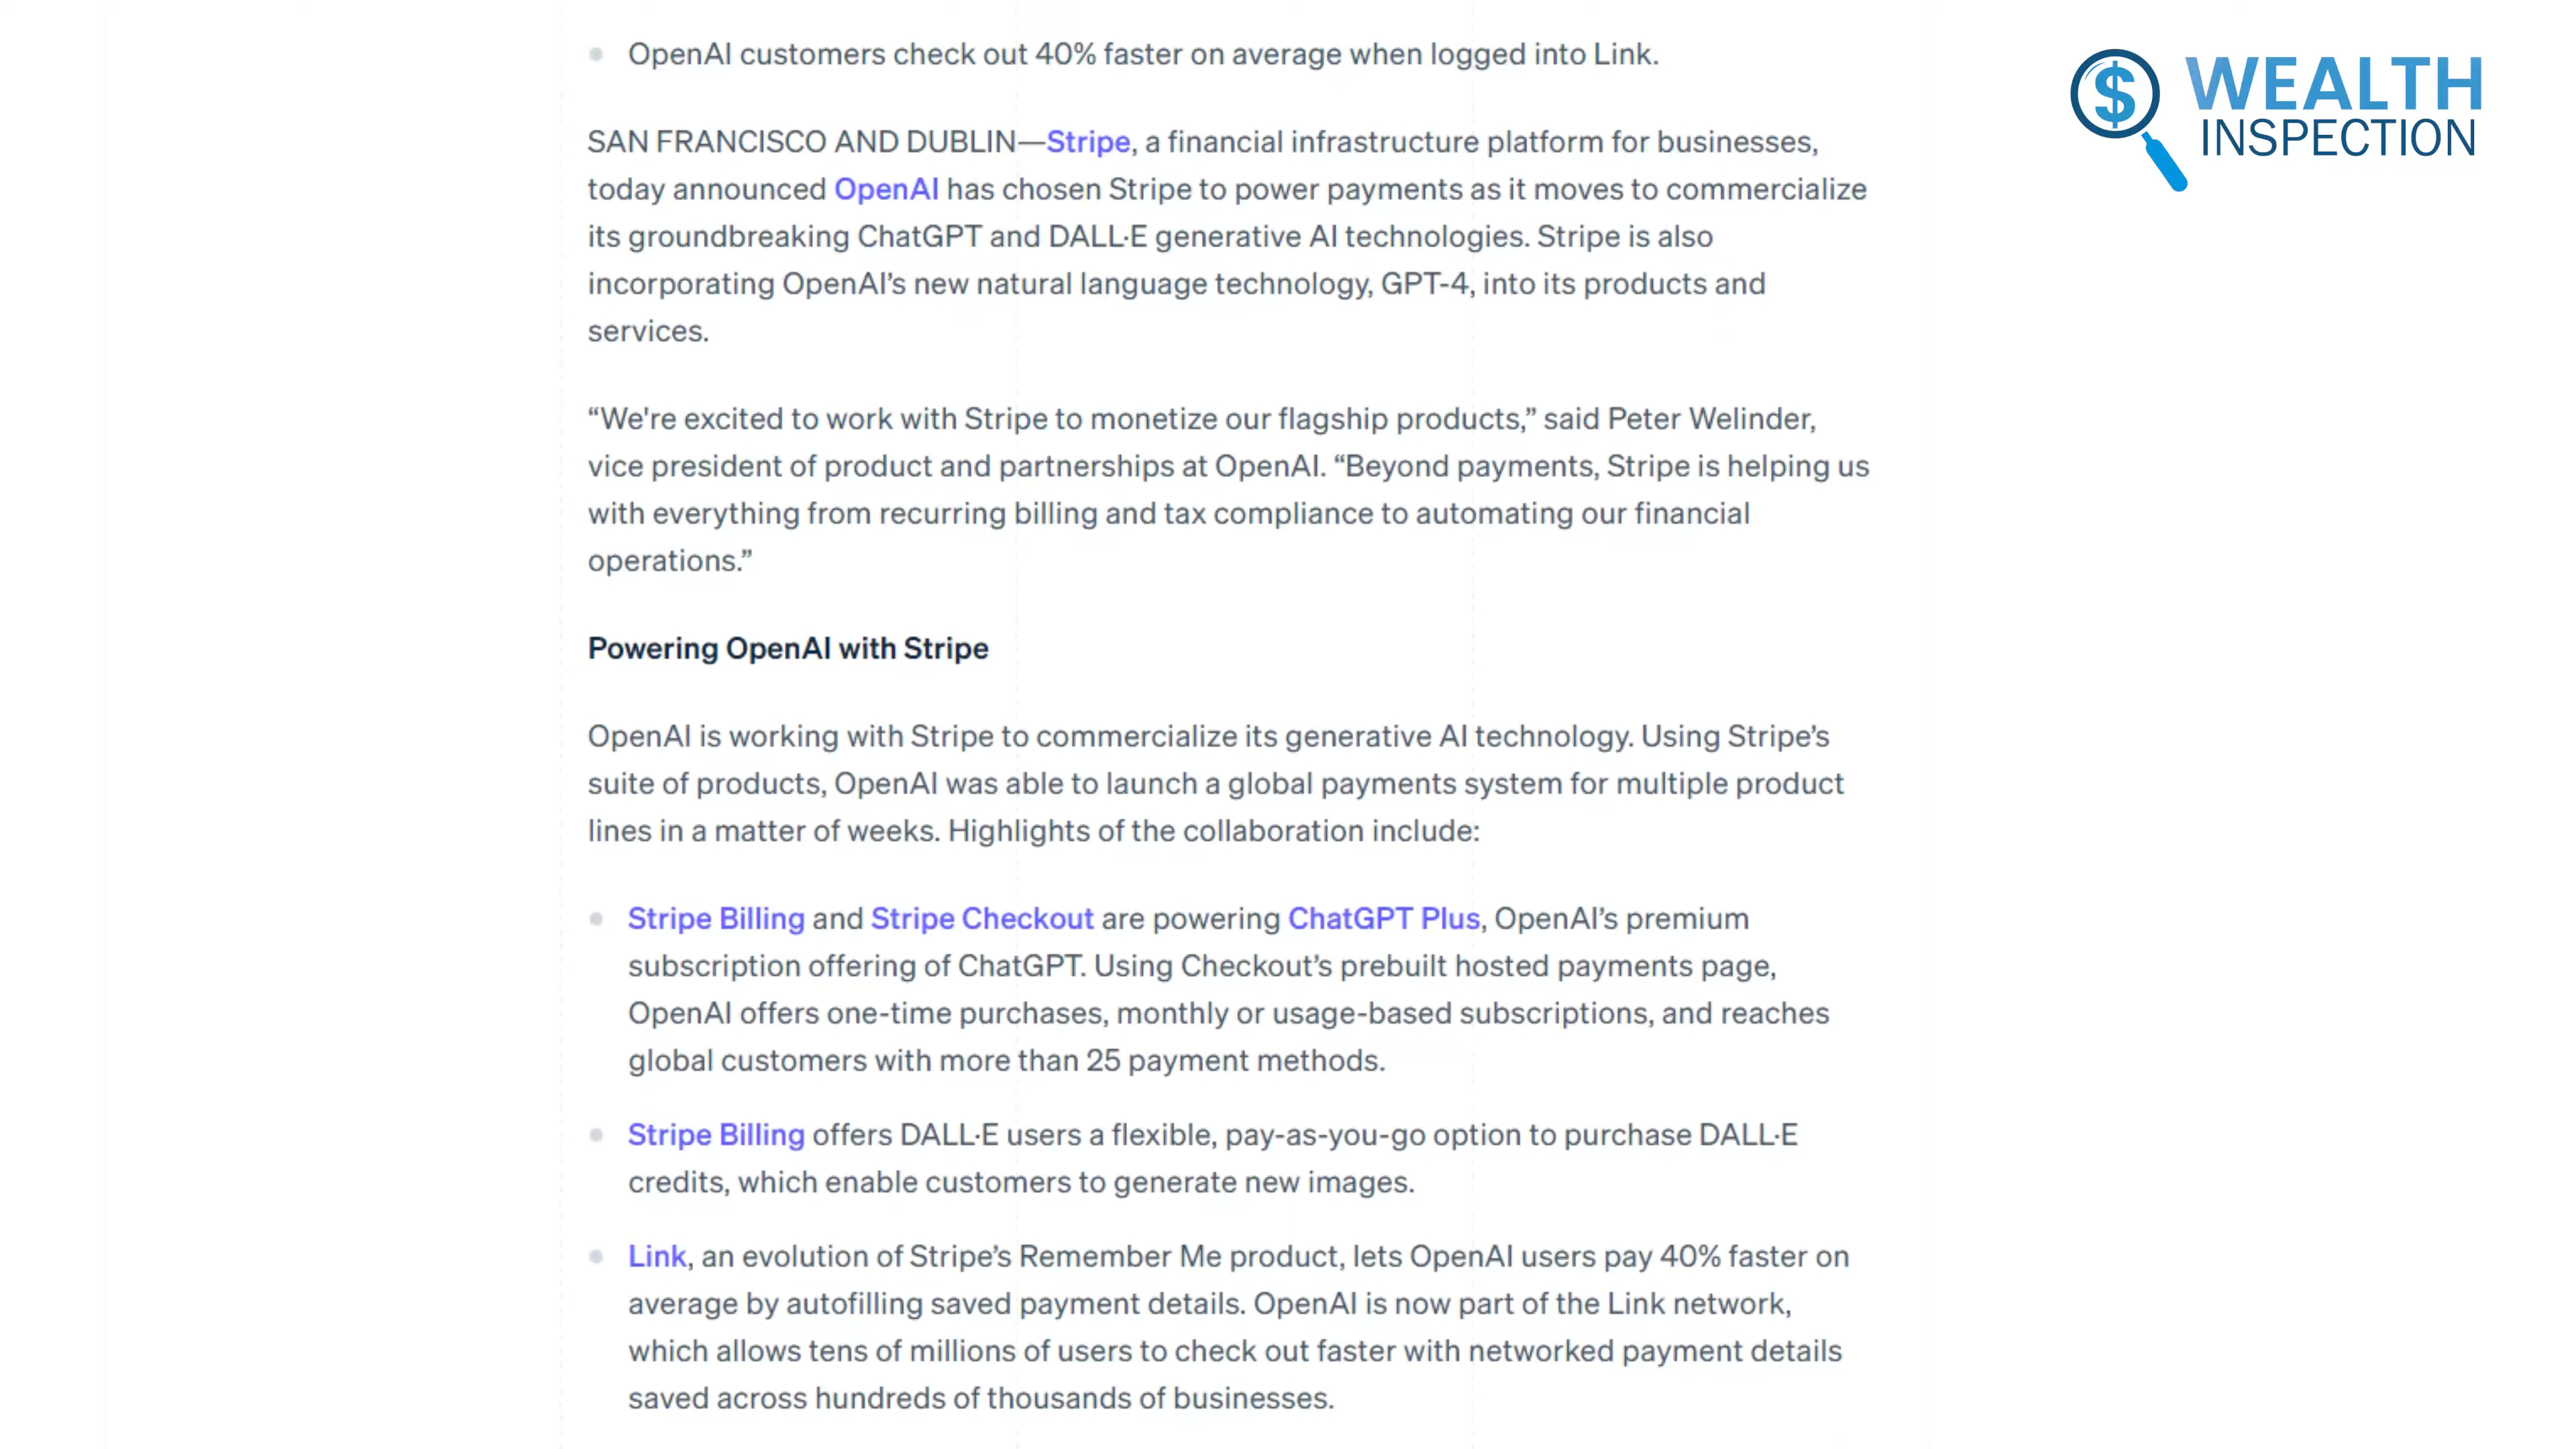 OpenAI customers check out 40% faster on average when logged into Link.
WEALTH
INSPECTION
SAN FRANCISCO AND DUBLIN—Stripe, a financial infrastructure platform for businesses,
today announced OpenAI has chosen Stripe to power payments as it moves to commercialize
its groundbreaking ChatGPT and DALL·E generative AI technologies. Stripe is also
incorporating OpenAI’s new natural language technology, GPT-4, into its products and
services.
“We're excited to work with Stripe to monetize our flagship products,” said Peter Welinder,
vice president of product and partnerships at OpenAI. “Beyond payments, Stripe is helping us
with everything from recurring billing and tax compliance to automating our financial
operations.”
Powering OpenAI with Stripe
OpenAI is working with Stripe to commercialize its generative AI technology. Using Stripe’s
suite of products, OpenAI was able to launch a global payments system for multiple product
lines in a matter of weeks. Highlights of the collaboration include:
Stripe Billing and Stripe Checkout are powering ChatGPT Plus, OpenAI’s premium
subscription offering of ChatGPT. Using Checkout’s prebuilt hosted payments page,
OpenAI offers one-time purchases, monthly or usage-based subscriptions, and reaches
global customers with more than 25 payment methods.
Stripe Billing offers DALL·E users a flexible, pay-as-you-go option to purchase DALL·E
credits, which enable customers to generate new images.
Link, an evolution of Stripe’s Remember Me product, lets OpenAI users pay 40% faster on
average by autofilling saved payment details. OpenAI is now part of the Link network,
which allows tens of millions of users to check out faster with networked payment details
saved across hundreds of thousands of businesses.